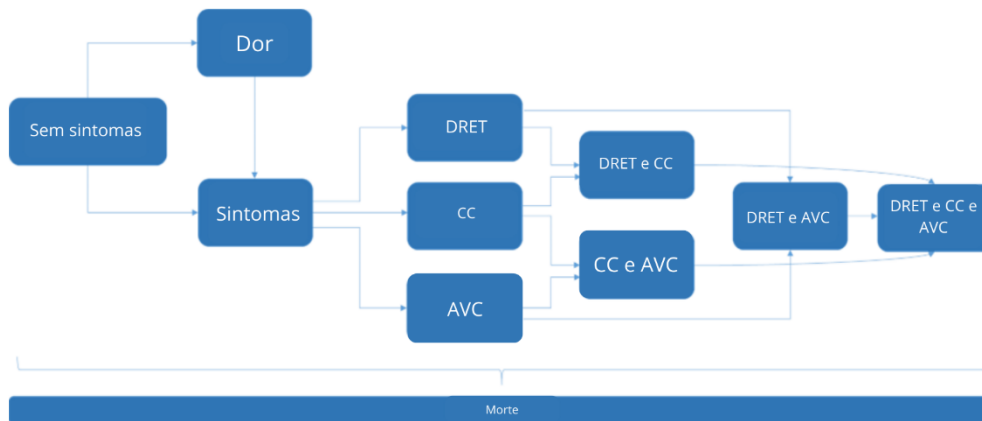 Dor
Sem sintomas
Sintomas
DRET
CC
AVC
DRET e CC
CC e AVC
DRET e AVC
DRET e CC e
AVC
Morte